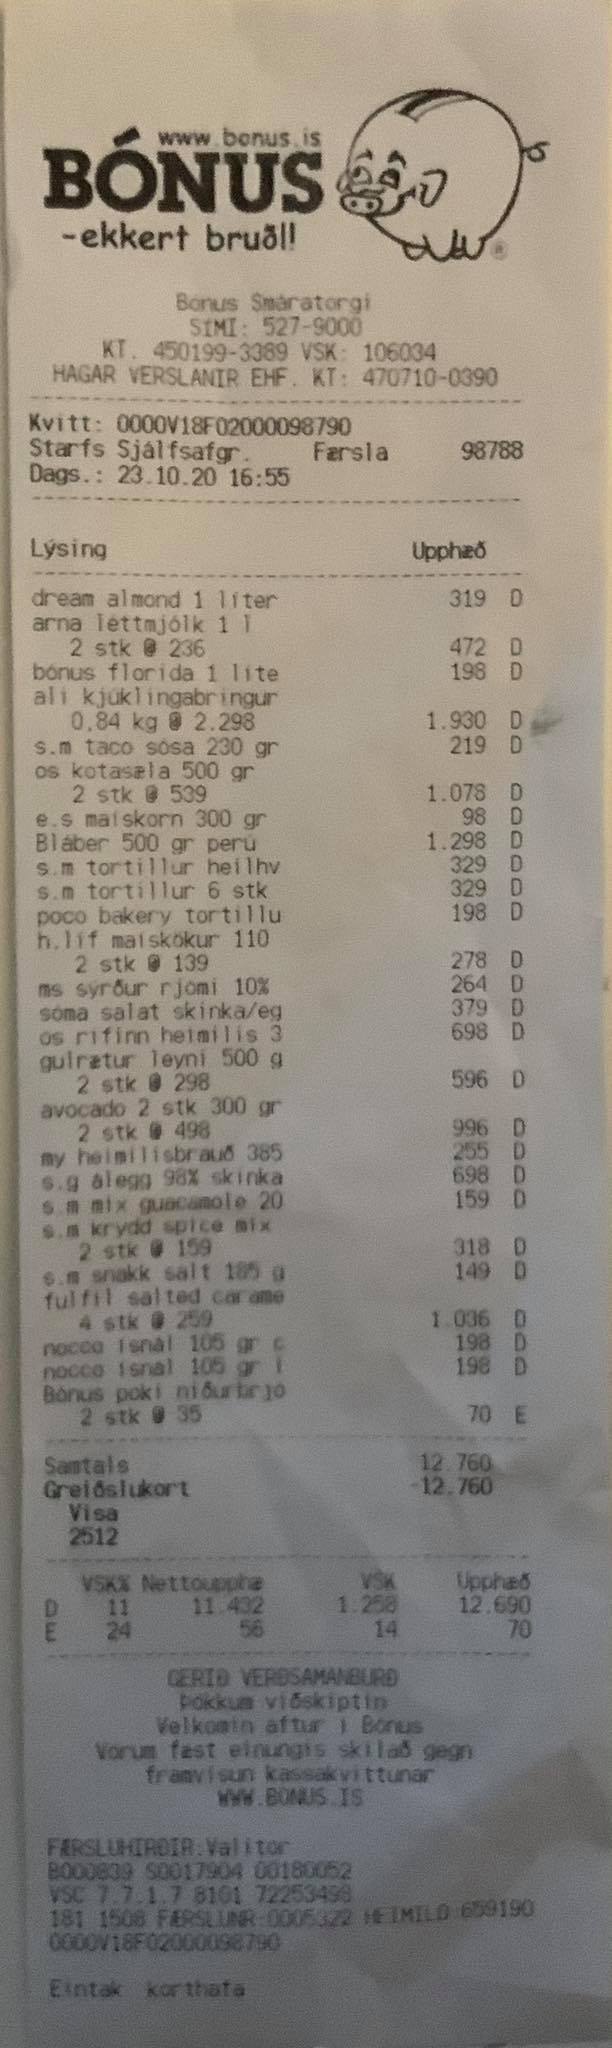 www.bonus.is
BÓNUS
-ekkert bruðl!
Bónus Smáratorgi
SÍMI: 527-9000
KT. 450199-3389 VSK: 106034
HAGAR VERSLANIR EHF. KT: 470710-0390
Kvitt: 0000V18F02000098790
Starfs Sjálfsafgr. Færsla 98788
Dags.: 23.10.20 16:55
Lýsing Upphæð
dream almond 1 liter 319 D
arna léttmjólk 1 l
2 stk @ 236 472 D
bónus florida 1 lite 198 D
ali kjúklingabringur
0,84 kg @ 2.298 1.930 D
s.m taco sósa 230 gr 219 D
os kotasæla 500 gr
2 stk @ 539 1.078 D
e.s maískorn 300 gr 98 D
Bláber 500 gr perú 1.298 D
s.m tortillur heilhv 329 D
s.m tortillur 6 stk 329 D
poco bakery tortillu 198 D
h.líf maískökur 110
2 stk @ 139 278 D
ms sýrður rjómi 10% 264 D
sóma salat skinka/eg 379 D
os rifinn heimilis 3 698 D
gulrætur leyni 500 g
2 stk @ 298 596 D
avocado 2 stk 300 gr
2 stk @ 498 996 D
my heimilisbrauð 385 255 D
s.g álegg 98% skinka 698 D
s.m mix guacamole 20 159 D
s.m krydd spice mix
2 stk @ 159 318 D
s.m snakk salt 185 g 149 D
fulfil salted carame
4 stk @ 259 1.036 D
nocco ísnál 105 gr c 198 D
nocco ísnál 105 gr l 198 D
Bónus poki niðurbrjó
2 stk @ 35 70 E
Samtals 12.760
Greiðslukort -12.760
Visa
2512
VSK% Nettoupphæ VSK Upphæð
D 11 11.432 1.258 12.690
E 24 56 14 70
GERIÐ VERÐSAMANBURÐ
Þökkum viðskiptin
Velkomin aftur í Bónus
Vörum fæst einungis skilað gegn
framvísun kassakvittunar
WWW.BONUS.IS
FÆRSLUHIRÐIR:Valitor
B000839 S0017904 00180052
VSC 7.7.1.7 8101 72253498
181 1508 FÆRSLUNR:0005322 HEIMILD:659190
0000V18F02000098790
Eintak korthafa